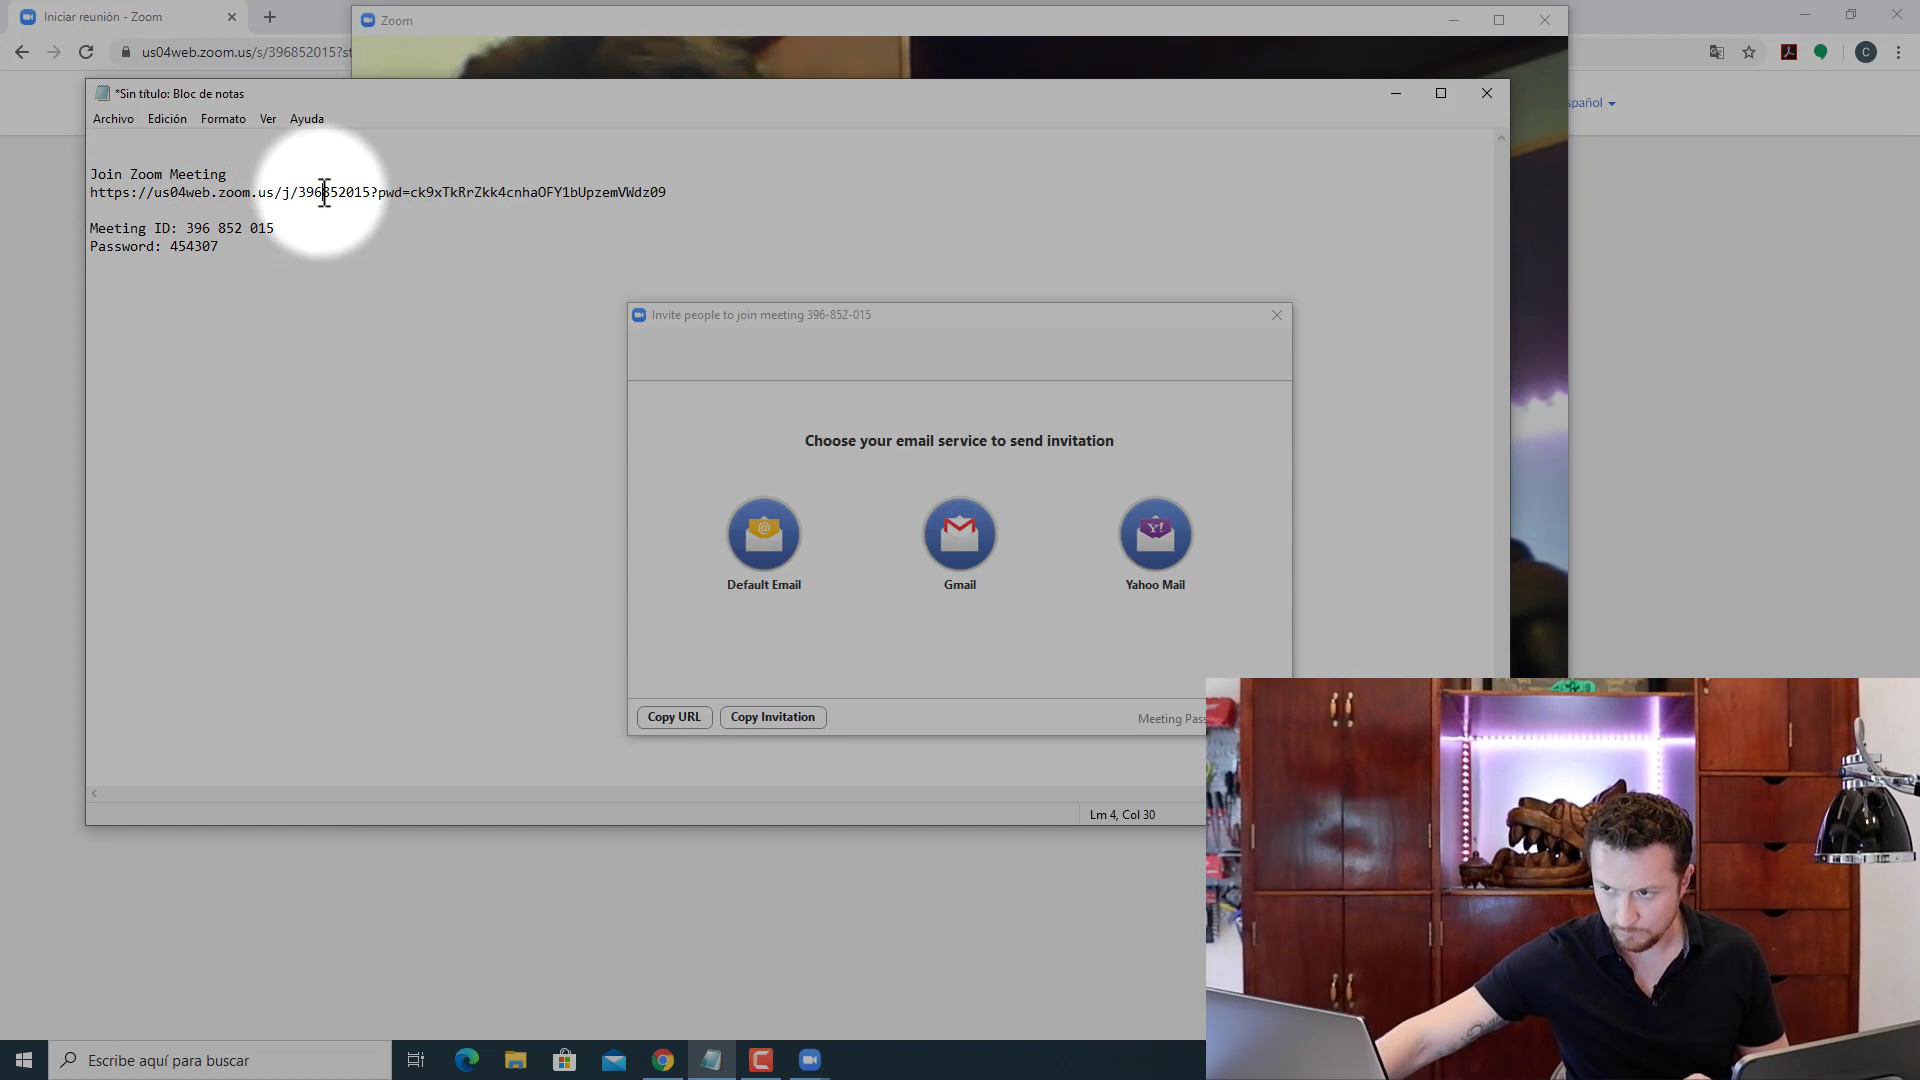 Iniciar reunión - Zoom
Zoom
us04web.zoom.us/s/396852015?st
C
*Sin título: Bloc de notas
Archivo Edición Formato Ver Ayuda
pañol
Join Zoom Meeting
https://us04web.zoom.us/j/396852015?pwd=ck9xTkRrZkk4cnhaOFY1bUpzemVWdz09
Meeting ID: 396 852 015
Password: 454307
Invite people to join meeting 396-852-015
Choose your email service to send invitation
Default Email Gmail Yahoo Mail
Copy URL Copy Invitation Meeting Pass
Lm 4, Col 30
Escribe aquí para buscar